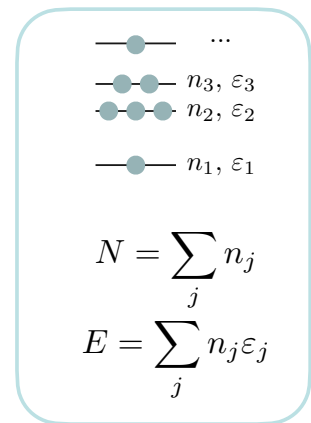 ...
n₃, ε₃
n₂, ε₂
n₁, ε₁
N = ∑ⱼ nⱼ
E = ∑ⱼ nⱼεⱼ